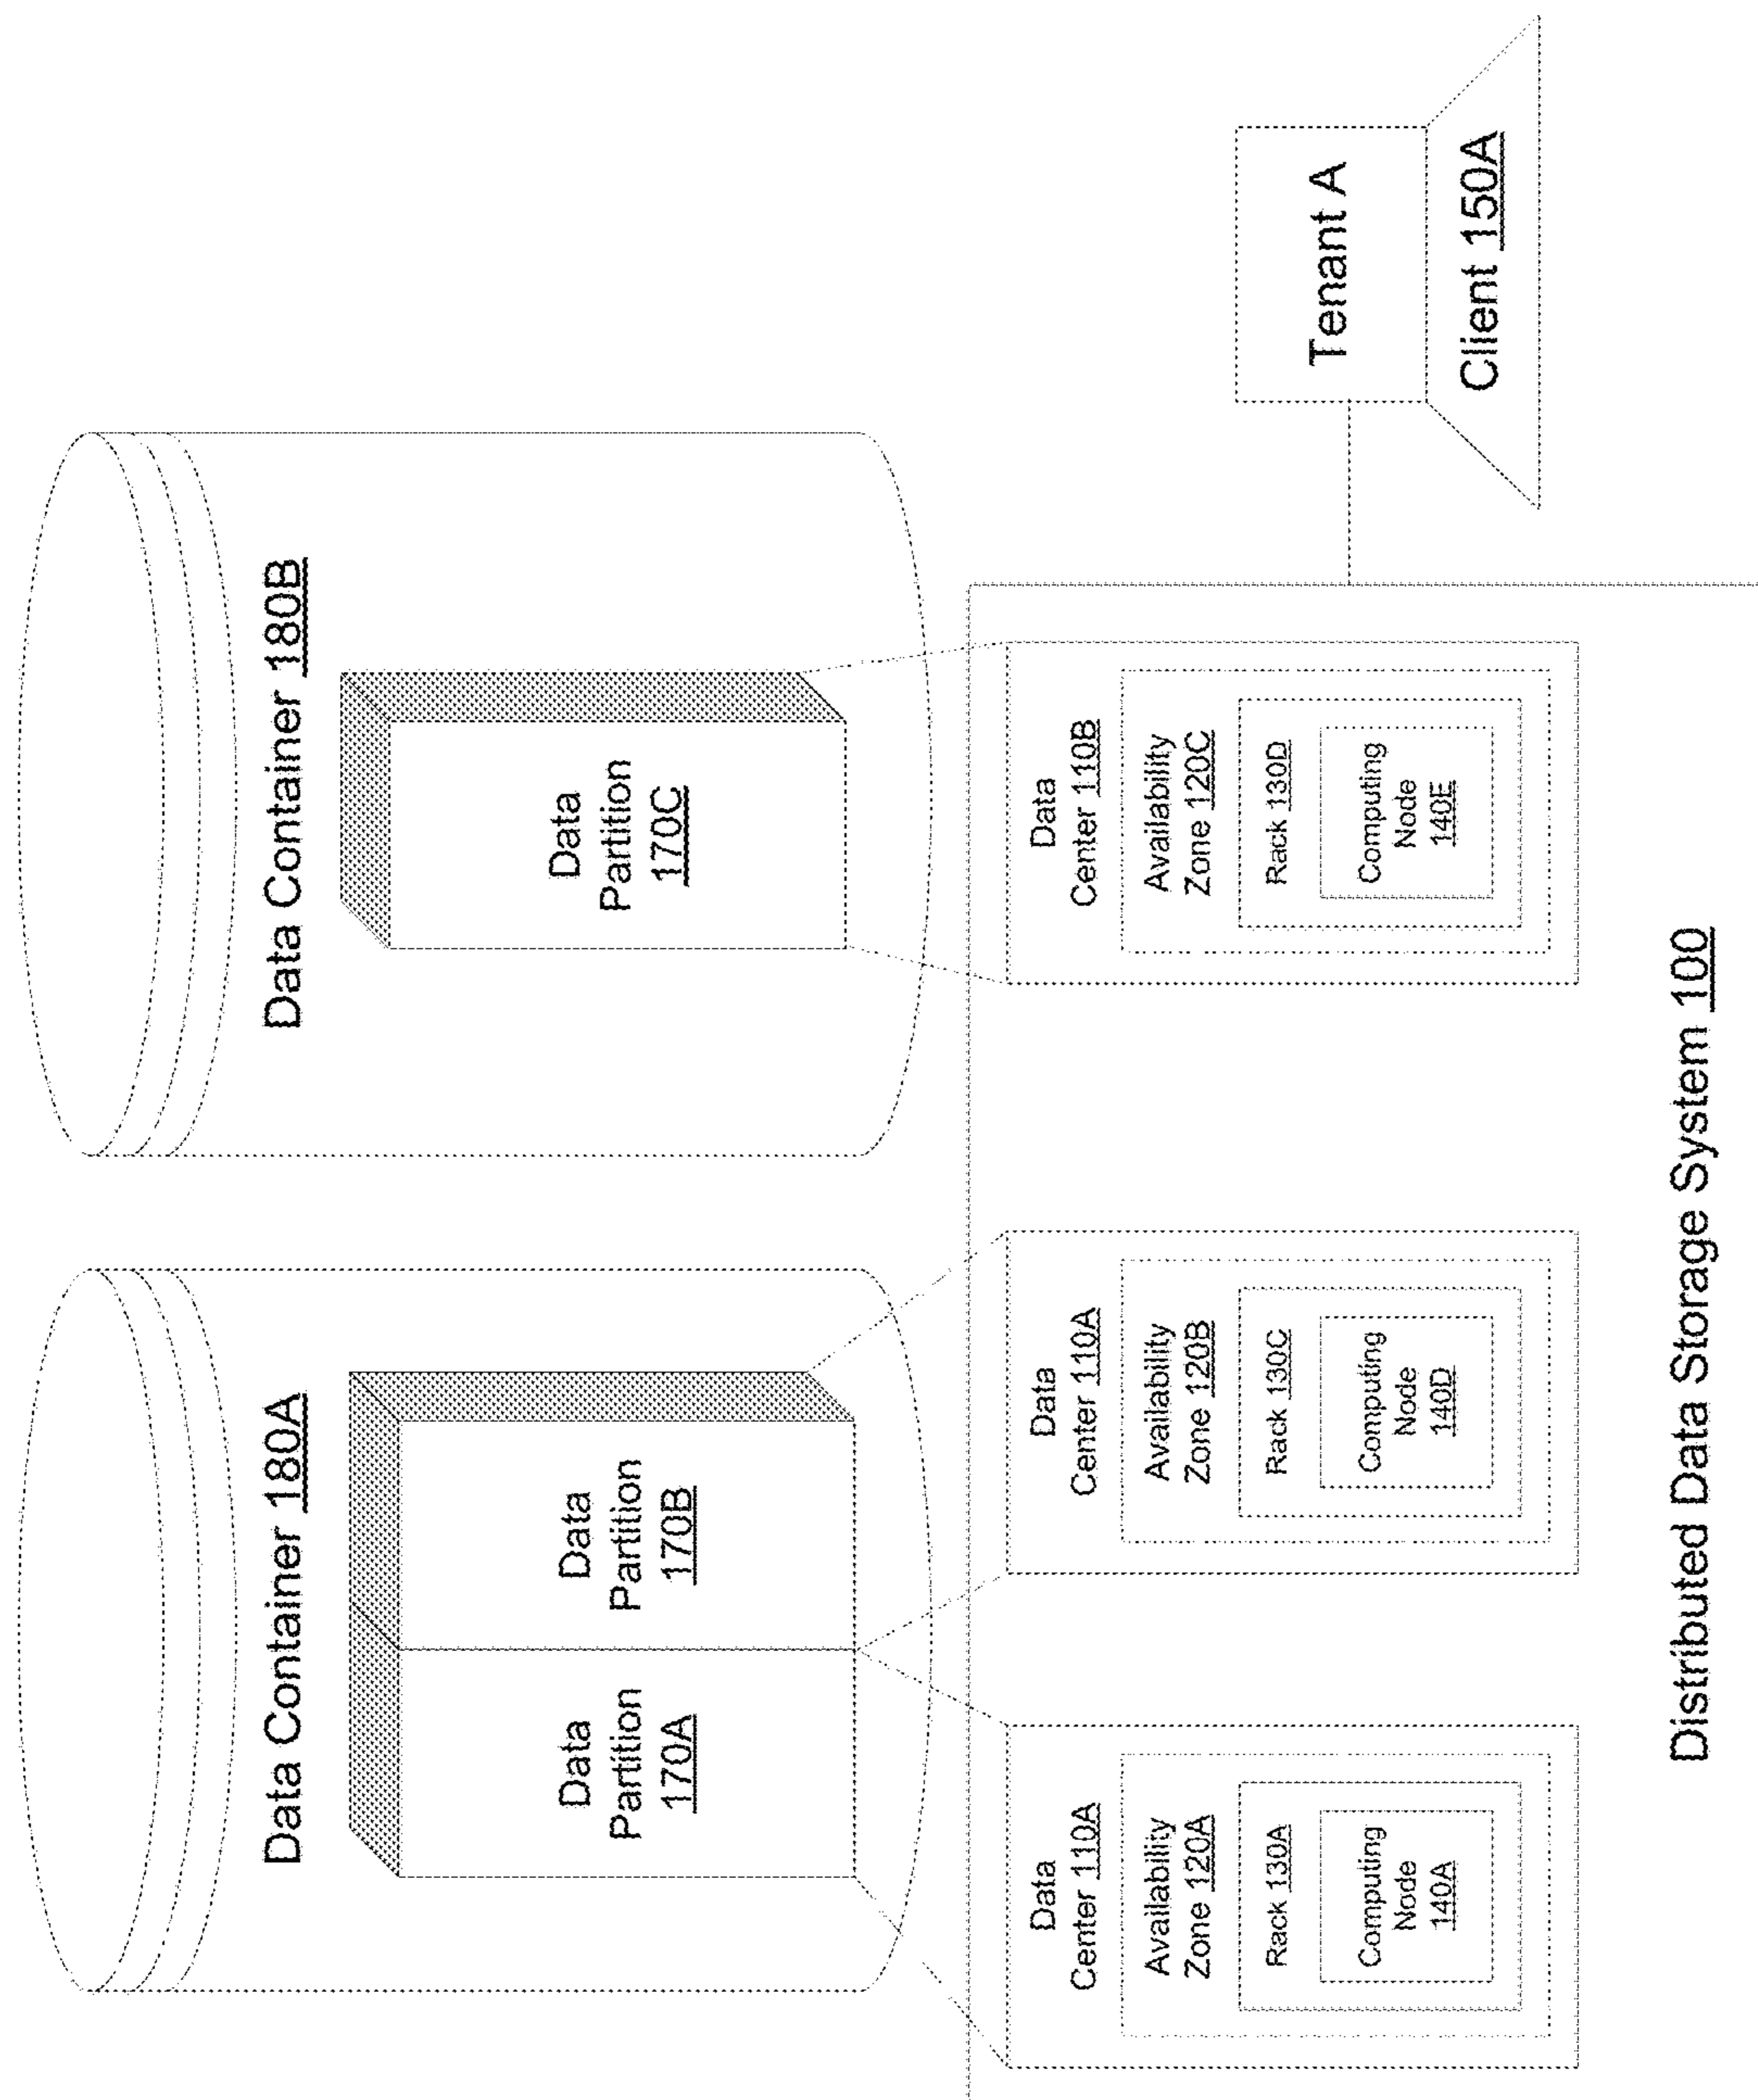 Data Container 180A
Data
Partition
170A
Data
Partition
170B
Data Container 180B
Data
Partition
170C
Data
Center 110A
Availability
Zone 120A
Rack 130A
Computing
Node
140A
Data
Center 110A
Availability
Zone 120B
Rack 130C
Computing
Node
140D
Data
Center 110B
Availability
Zone 120C
Rack 130D
Computing
Node
140E
Tenant A
Client 150A
Distributed Data Storage System 100